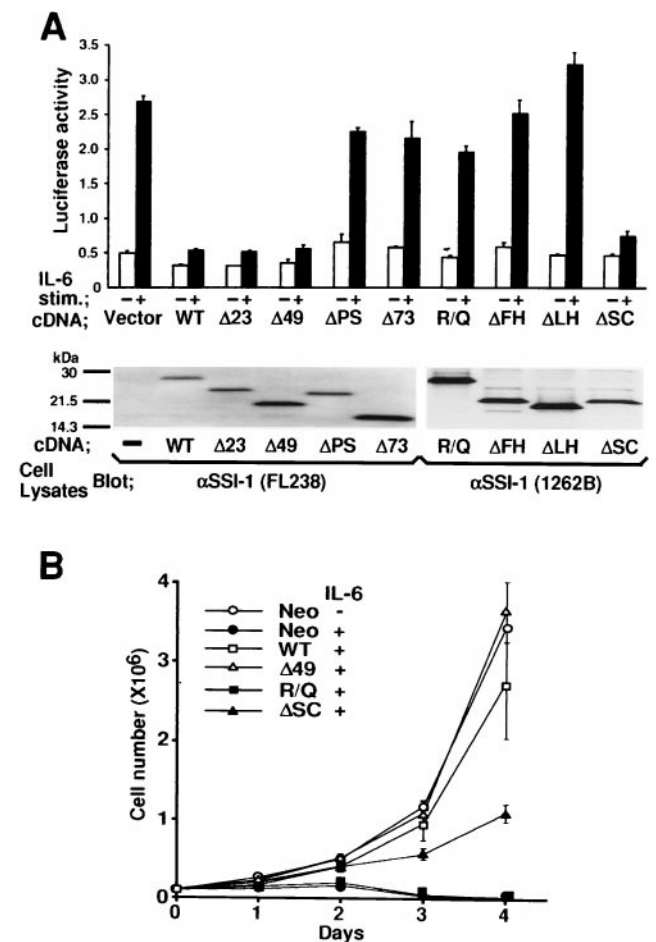 A
Luciferase activity
3.5
3.0
2.5
2.0
1.5
1.0
0.5
0
IL-6
stim.; −+ −+ −+ −+ −+ −+ −+ −+ −+ −+
cDNA; Vector WT Δ23 Δ49 ΔPS Δ73 R/Q ΔFH ΔLH ΔSC
kDa
30
21.5
14.3
cDNA; − WT Δ23 Δ49 ΔPS Δ73 R/Q ΔFH ΔLH ΔSC
Cell Lysates Blot; αSSI-1 (FL238) αSSI-1 (1262B)
B
Cell number (X10⁶)
4
3
2
1
0
IL-6
Neo −
Neo +
WT +
Δ49 +
R/Q +
ΔSC +
0 1 2 3 4
Days